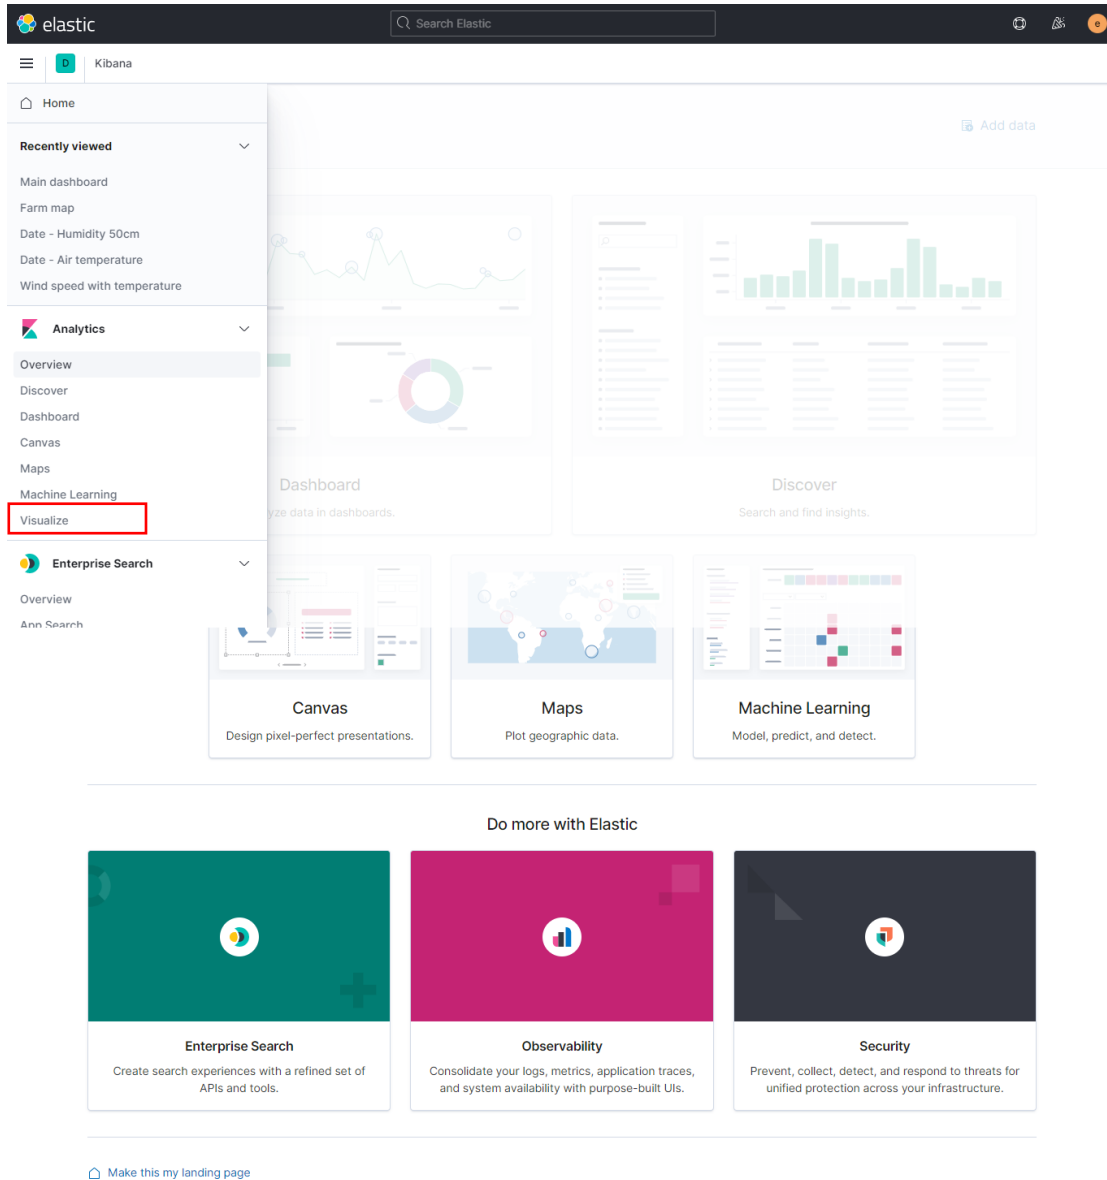 elastic
Search Elastic
e
D
Kibana
Home
Add data
Recently viewed
Main dashboard
Farm map
Date - Humidity 50cm
Date - Air temperature
Wind speed with temperature
Analytics
Overview
Discover
Dashboard
Canvas
Maps
Machine Learning
Visualize
Enterprise Search
Overview
App Search
Dashboard
yze data in dashboards.
Discover
Search and find insights.
Canvas
Design pixel-perfect presentations.
Maps
Plot geographic data.
Machine Learning
Model, predict, and detect.
Do more with Elastic
Enterprise Search
Create search experiences with a refined set of
APIs and tools.
Observability
Consolidate your logs, metrics, application traces,
and system availability with purpose-built UIs.
Security
Prevent, collect, detect, and respond to threats for
unified protection across your infrastructure.
Make this my landing page